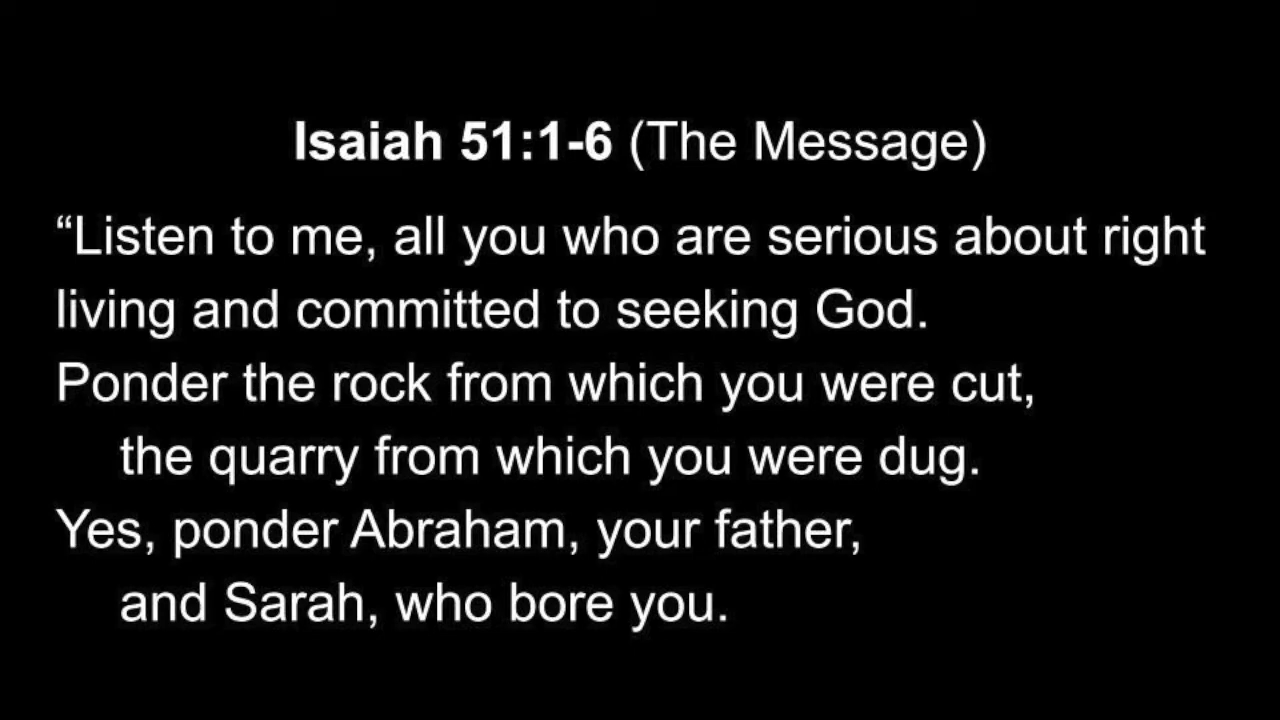 Isaiah 51:1-6 (The Message)
“Listen to me, all you who are serious about right
living and committed to seeking God.
Ponder the rock from which you were cut,
the quarry from which you were dug.
Yes, ponder Abraham, your father,
and Sarah, who bore you.